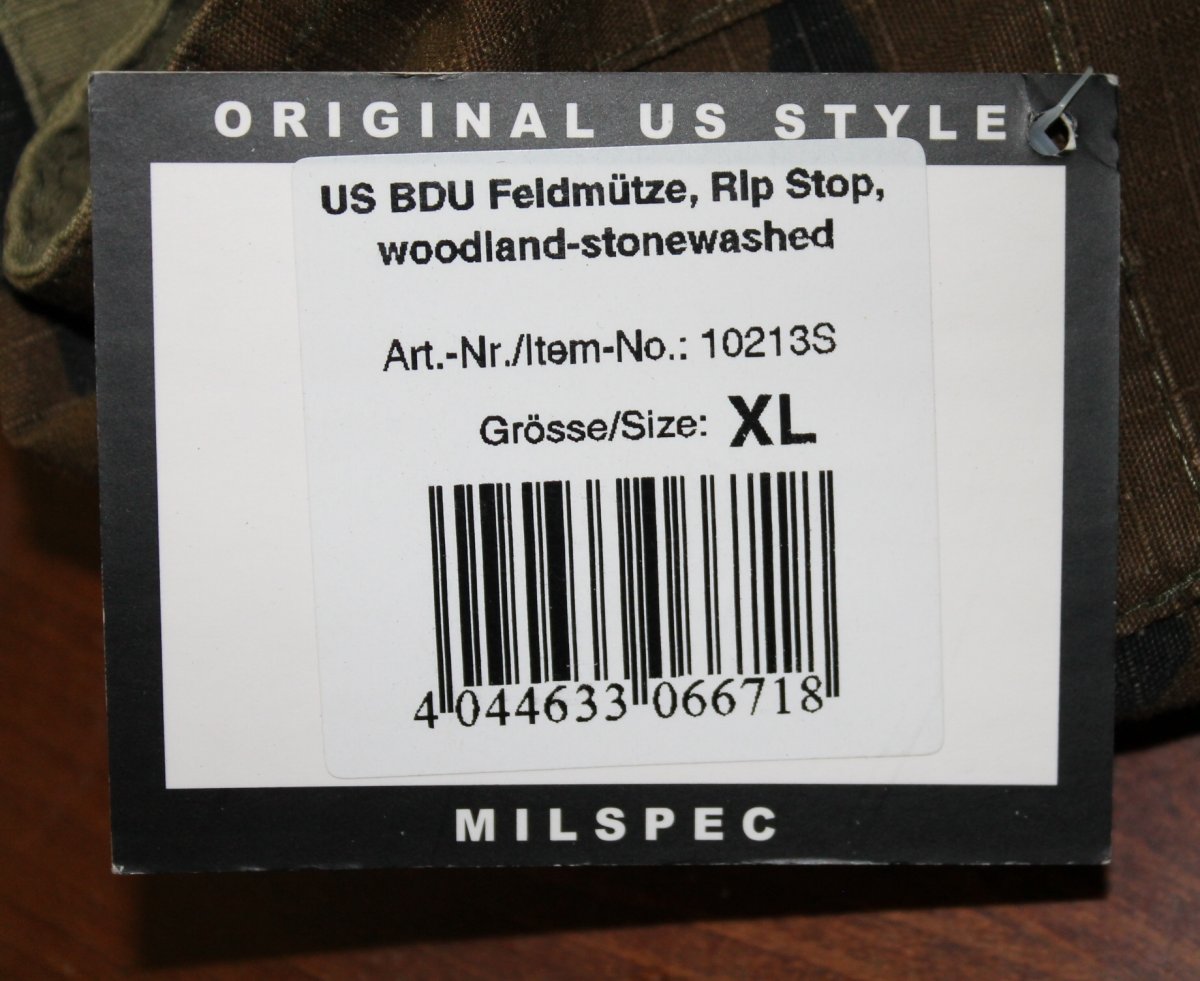 ORIGINAL US STYLE
US BDU Feldmütze, Rip Stop,
woodland-stonewashed
Art.-Nr./Item-No.: 10213S
Grösse/Size: XL
4 044633 066718
MILSPEC